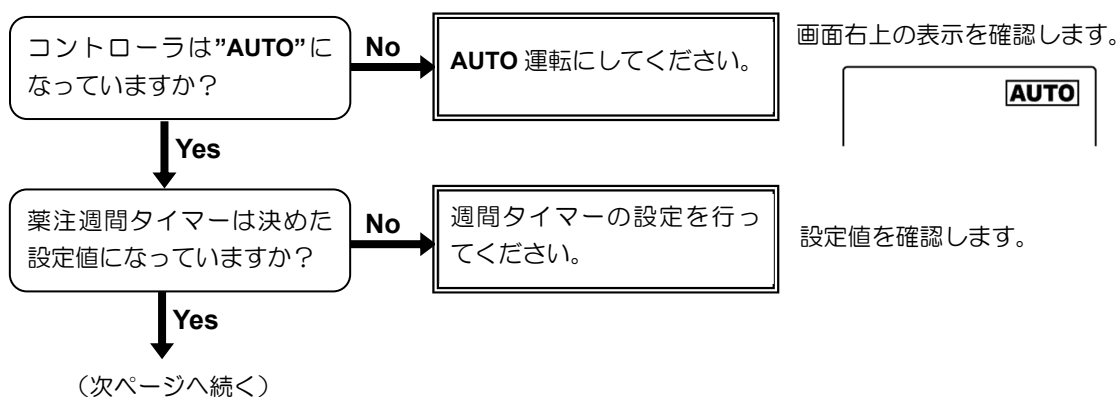 コントローラは”AUTO”に
なっていますか？
No
AUTO 運転にしてください。
画面右上の表示を確認します。
AUTO
Yes
薬注週間タイマーは決めた
設定値になっていますか？
No
週間タイマーの設定を行っ
てください。
設定値を確認します。
Yes
（次ページへ続く）